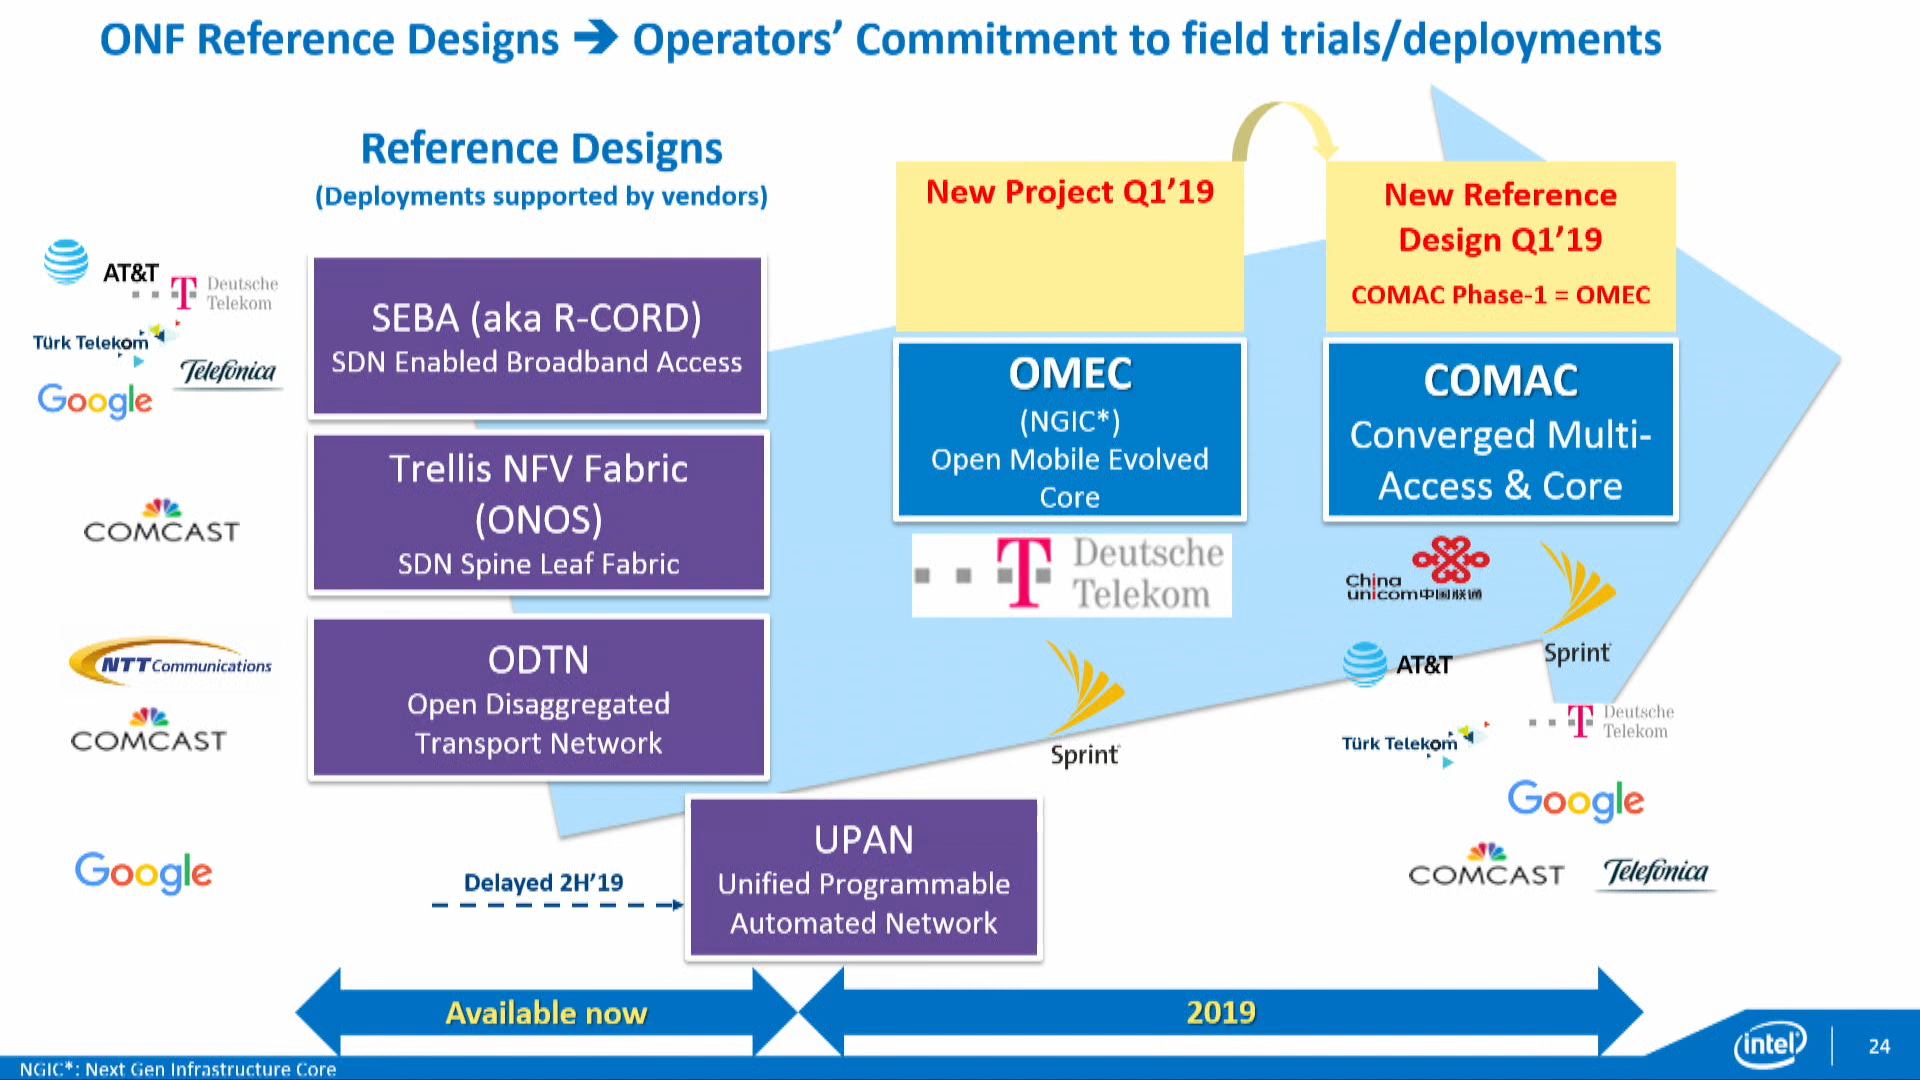 ONF Reference Designs ➔ Operators’ Commitment to field trials/deployments
Reference Designs
(Deployments supported by vendors)
New Project Q1’19
New Reference
Design Q1’19
COMAC Phase-1 = OMEC
AT&T
Deutsche
Telekom
Türk Telekom
Telefónica
Google
SEBA (aka R-CORD)
SDN Enabled Broadband Access
OMEC
(NGIC*)
Open Mobile Evolved
Core
COMAC
Converged Multi-
Access & Core
COMCAST
Trellis NFV Fabric
(ONOS)
SDN Spine Leaf Fabric
Deutsche
Telekom
China
unicom中国联通
Sprint
NTT Communications
COMCAST
ODTN
Open Disaggregated
Transport Network
Sprint
AT&T
Deutsche
Telekom
Türk Telekom
Google
COMCAST
Telefónica
Google
Delayed 2H’19
UPAN
Unified Programmable
Automated Network
Available now
2019
NGIC*: Next Gen Infrastructure Core
intel
24